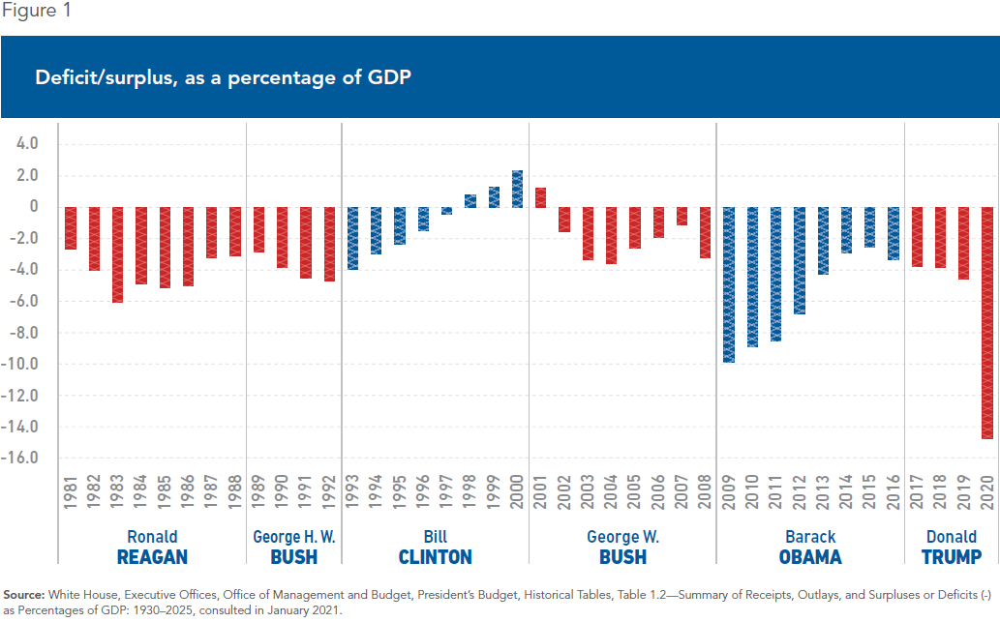 Figure 1
Deficit/surplus, as a percentage of GDP
4.0
2.0
0
-2.0
-4.0
-6.0
-8.0
-10.0
-12.0
-14.0
-16.0
1981 1982 1983 1984 1985 1986 1987 1988 1989 1990 1991 1992 1993 1994 1995 1996 1997 1998 1999 2000 2001 2002 2003 2004 2005 2006 2007 2008 2009 2010 2011 2012 2013 2014 2015 2016 2017 2018 2019 2020
Ronald
REAGAN
George H. W.
BUSH
Bill
CLINTON
George W.
BUSH
Barack
OBAMA
Donald
TRUMP
Source: White House, Executive Offices, Office of Management and Budget, President’s Budget, Historical Tables, Table 1.2—Summary of Receipts, Outlays, and Surpluses or Deficits (-)
as Percentages of GDP: 1930–2025, consulted in January 2021.